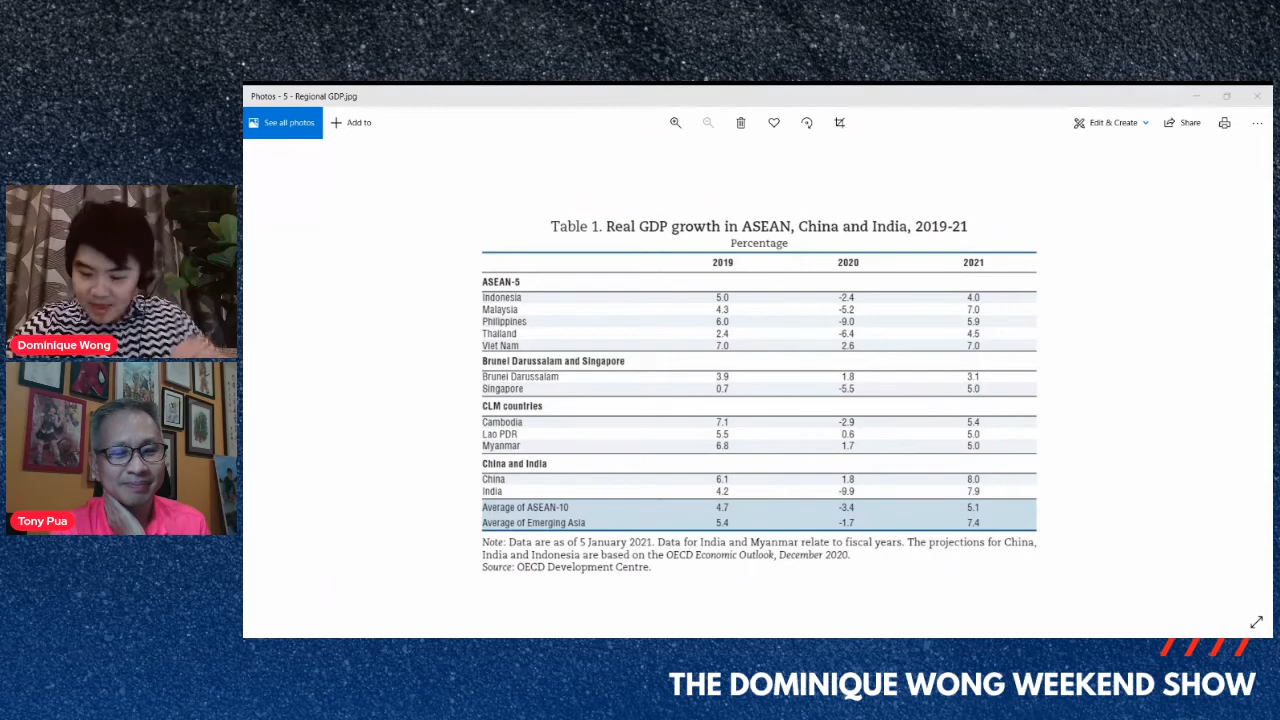 Photos - 5 - Regional GDP.jpg
See all photos
Add to
Edit & Create
Share
Table 1. Real GDP growth in ASEAN, China and India, 2019-21
Percentage
2019 2020 2021
ASEAN-5
Indonesia 5.0 -2.4 4.0
Malaysia 4.3 -5.2 7.0
Philippines 6.0 -9.0 5.9
Thailand 2.4 -6.4 4.5
Viet Nam 7.0 2.6 7.0
Brunei Darussalam and Singapore
Brunei Darussalam 3.9 1.8 3.1
Singapore 0.7 -5.5 5.0
CLM countries
Cambodia 7.1 -2.9 5.4
Lao PDR 5.5 0.6 5.0
Myanmar 6.8 1.7 5.0
China and India
China 6.1 1.8 8.0
India 4.2 -9.9 7.9
Average of ASEAN-10 4.7 -3.4 5.1
Average of Emerging Asia 5.4 -1.7 7.4
Note: Data are as of 5 January 2021. Data for India and Myanmar relate to fiscal years. The projections for China,
India and Indonesia are based on the OECD Economic Outlook, December 2020.
Source: OECD Development Centre.
Dominique Wong
Tony Pua
THE DOMINIQUE WONG WEEKEND SHOW